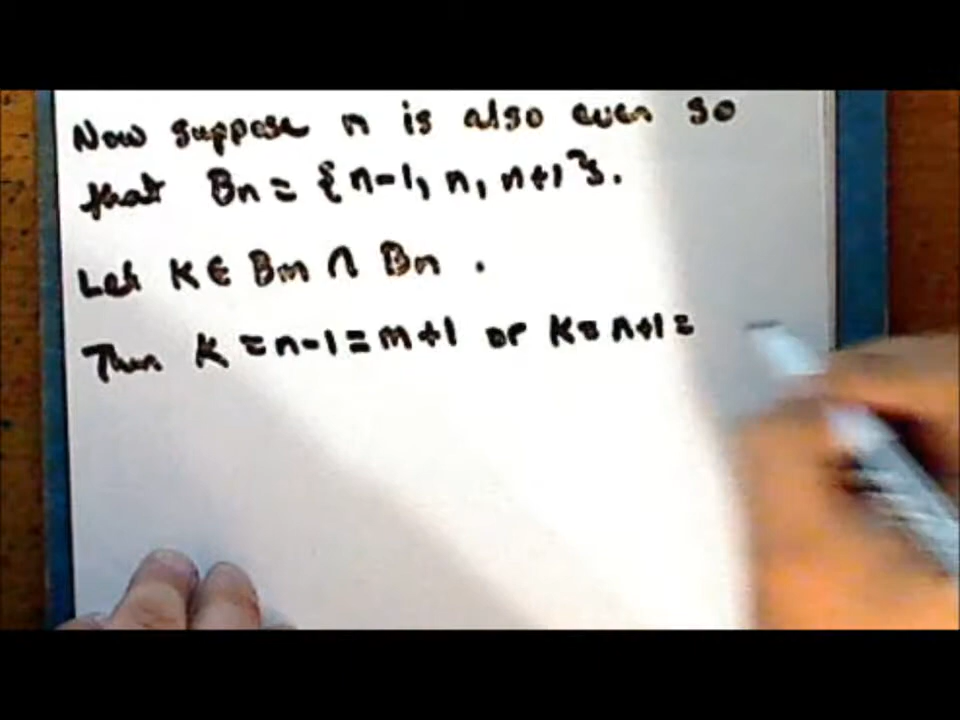 Now suppose n is also even so
that Bn = {n-1, n, n+1}.
Let K ∈ Bm ∩ Bn .
Then K = n-1 = m+1 or K = n+1 =